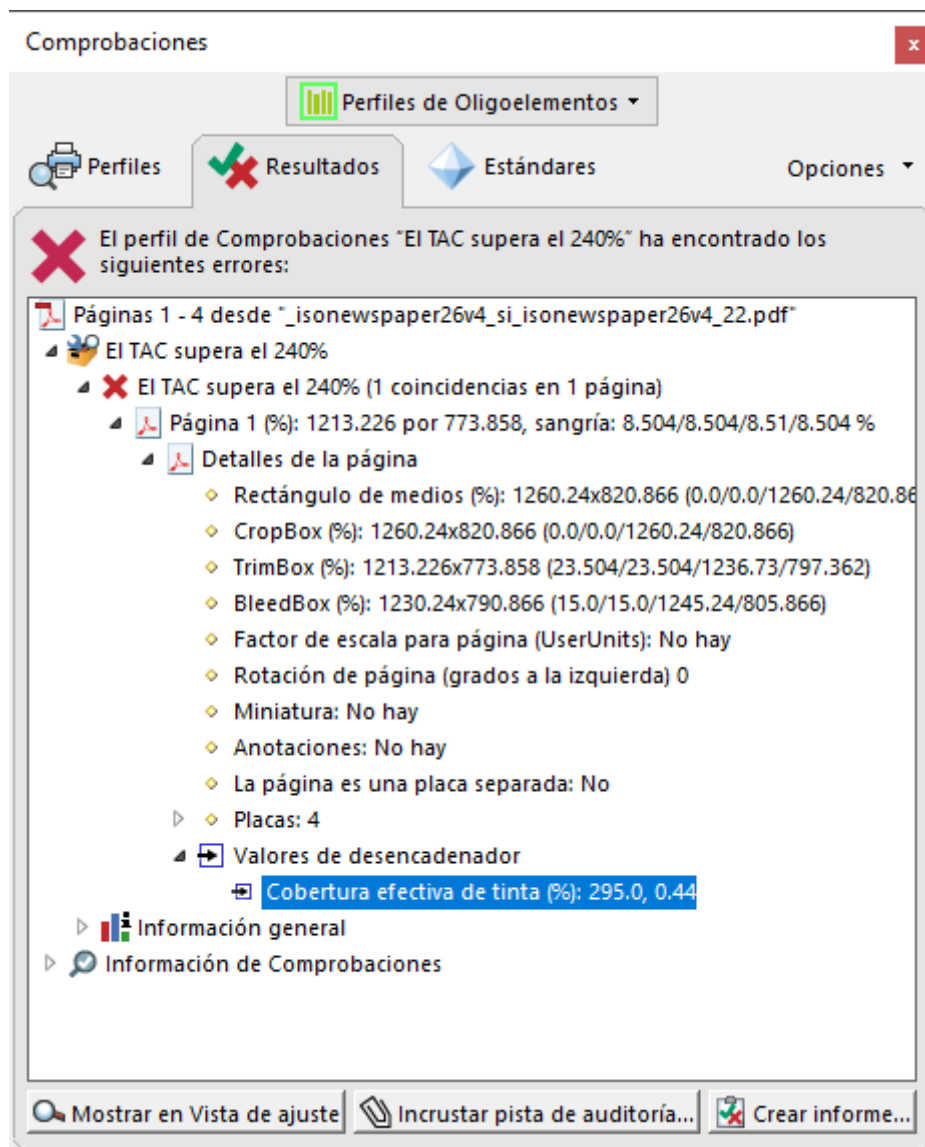 Comprobaciones
x
Perfiles de Oligoelementos
Perfiles
Resultados
Estándares
Opciones
El perfil de Comprobaciones "El TAC supera el 240%" ha encontrado los
siguientes errores:
Páginas 1 - 4 desde "_isonewspaper26v4_si_isonewspaper26v4_22.pdf"
El TAC supera el 240%
El TAC supera el 240% (1 coincidencias en 1 página)
Página 1 (%): 1213.226 por 773.858, sangría: 8.504/8.504/8.51/8.504 %
Detalles de la página
Rectángulo de medios (%): 1260.24x820.866 (0.0/0.0/1260.24/820.86
CropBox (%): 1260.24x820.866 (0.0/0.0/1260.24/820.866)
TrimBox (%): 1213.226x773.858 (23.504/23.504/1236.73/797.362)
BleedBox (%): 1230.24x790.866 (15.0/15.0/1245.24/805.866)
Factor de escala para página (UserUnits): No hay
Rotación de página (grados a la izquierda) 0
Miniatura: No hay
Anotaciones: No hay
La página es una placa separada: No
Placas: 4
Valores de desencadenador
Cobertura efectiva de tinta (%): 295.0, 0.44
Información general
Información de Comprobaciones
Mostrar en Vista de ajuste
Incrustar pista de auditoría...
Crear informe...